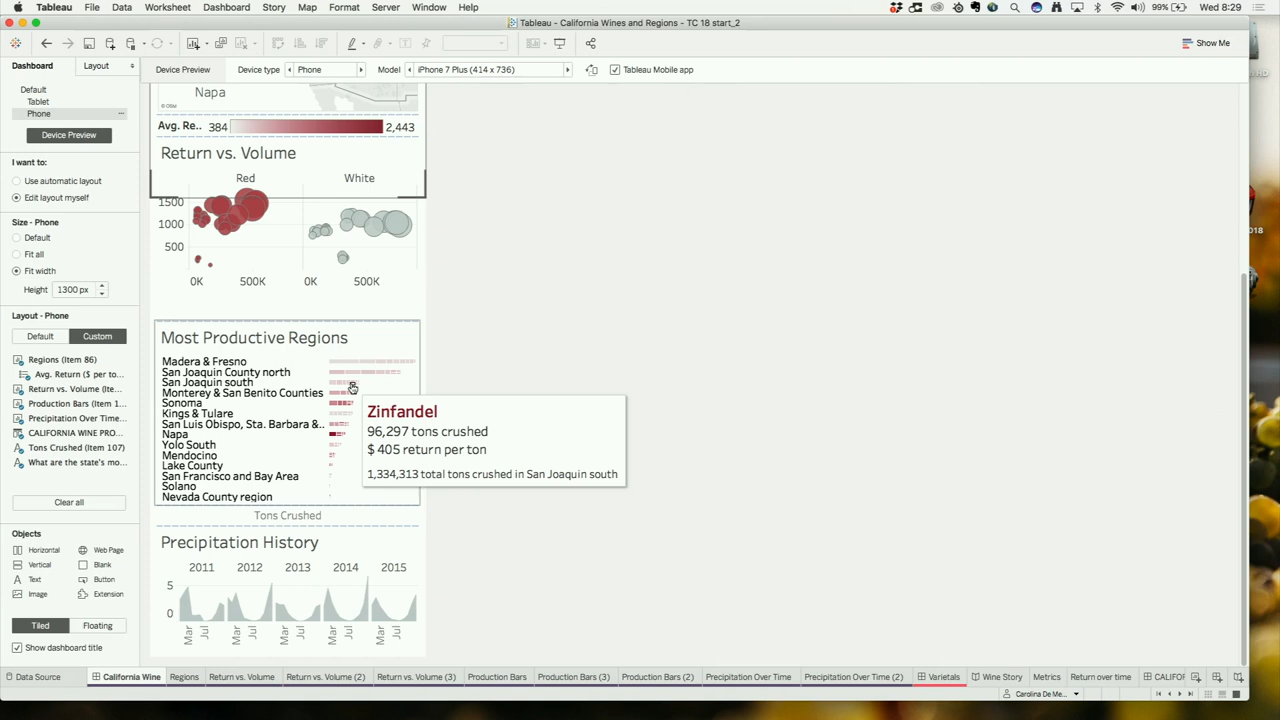 Tableau File Data Worksheet Dashboard Story Map Format Server Window Help 99% Wed 8:29
Tableau - California Wines and Regions - TC 18 start_2
Show Me
Dashboard Layout
Device Preview Device type Phone Model iPhone 7 Plus (414 x 736) Tableau Mobile app
Default
Tablet
Phone
Device Preview
I want to:
Use automatic layout
Edit layout myself
Size - Phone
Default
Fit all
Fit width
Height 1300 px
Layout - Phone
Default Custom
Regions (Item 86)
Avg. Return ($ per to...
Return vs. Volume (Ite...
Production Bars (Item 1...
Precipitation Over Time...
CALIFORNIA WINE PRO...
Tons Crushed (Item 107)
What are the state's mo...
Clear all
Objects
Horizontal Web Page
Vertical Blank
Text Button
Image Extension
Tiled Floating
Show dashboard title
Napa
Avg. Re.. 384 2,443
Return vs. Volume
Red White
1500
1000
500
0K 500K 0K 500K
Most Productive Regions
Madera & Fresno
San Joaquin County north
San Joaquin south
Monterey & San Benito Counties
Sonoma
Kings & Tulare
San Luis Obispo, Sta. Barbara &..
Napa
Yolo South
Mendocino
Lake County
San Francisco and Bay Area
Solano
Nevada County region
Tons Crushed
Zinfandel
96,297 tons crushed
$ 405 return per ton
1,334,313 total tons crushed in San Joaquin south
Precipitation History
2011 2012 2013 2014 2015
5
0
Mar Jul Mar Jul Mar Jul Mar Jul Mar Jul
Data Source California Wine Regions Return vs. Volume Return vs. Volume (2) Return vs. Volume (3) Production Bars Production Bars (3) Production Bars (2) Precipitation Over Time Precipitation Over Time (2) Varietals Wine Story Metrics Return over time CALIFOI
Carolina De Me...